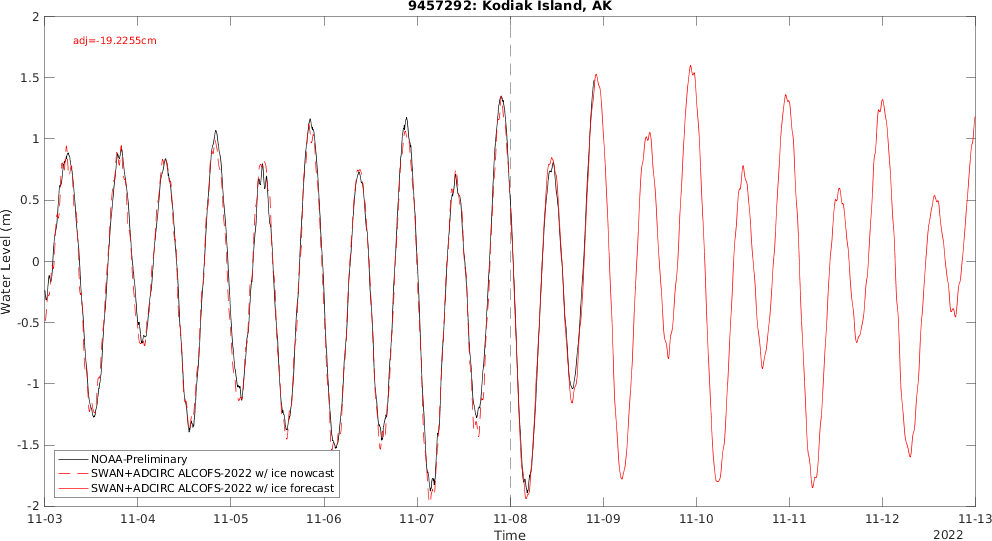 9457292: Kodiak Island, AK
adj=-19.2255cm
2
1.5
1
0.5
0
-0.5
-1
-1.5
-2
Water Level (m)
NOAA-Preliminary
SWAN+ADCIRC ALCOFS-2022 w/ ice nowcast
SWAN+ADCIRC ALCOFS-2022 w/ ice forecast
11-03 11-04 11-05 11-06 11-07 11-08 11-09 11-10 11-11 11-12 11-13
Time
2022